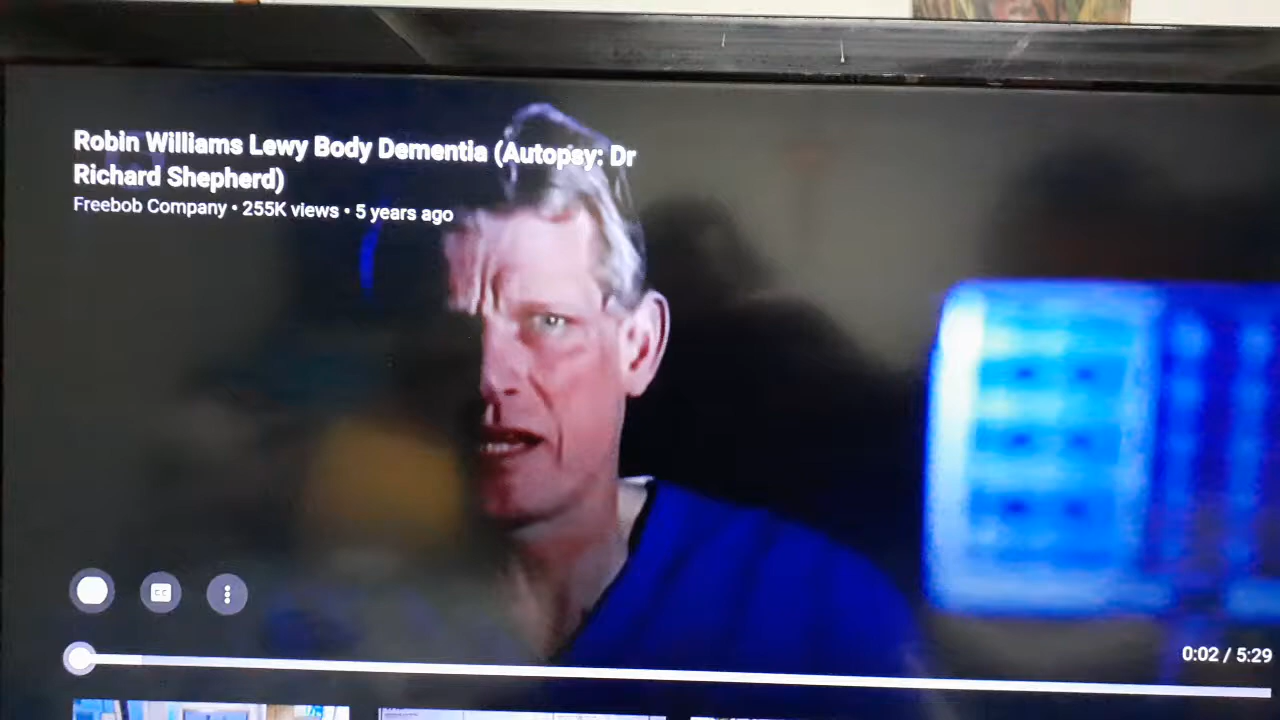 Robin Williams Lewy Body Dementia (Autopsy: Dr
Richard Shepherd)
Freebob Company • 255K views • 5 years ago
CC
0:02 / 5:29